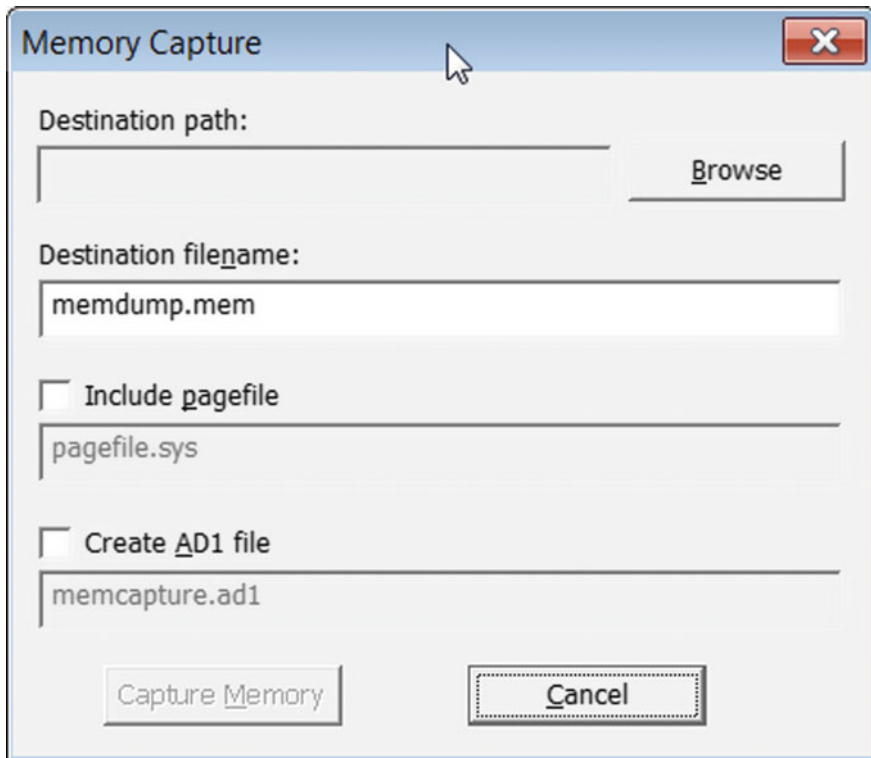 Memory Capture
Destination path:
Browse
Destination filename:
memdump.mem
Include pagefile
pagefile.sys
Create AD1 file
memcapture.ad1
Capture Memory
Cancel